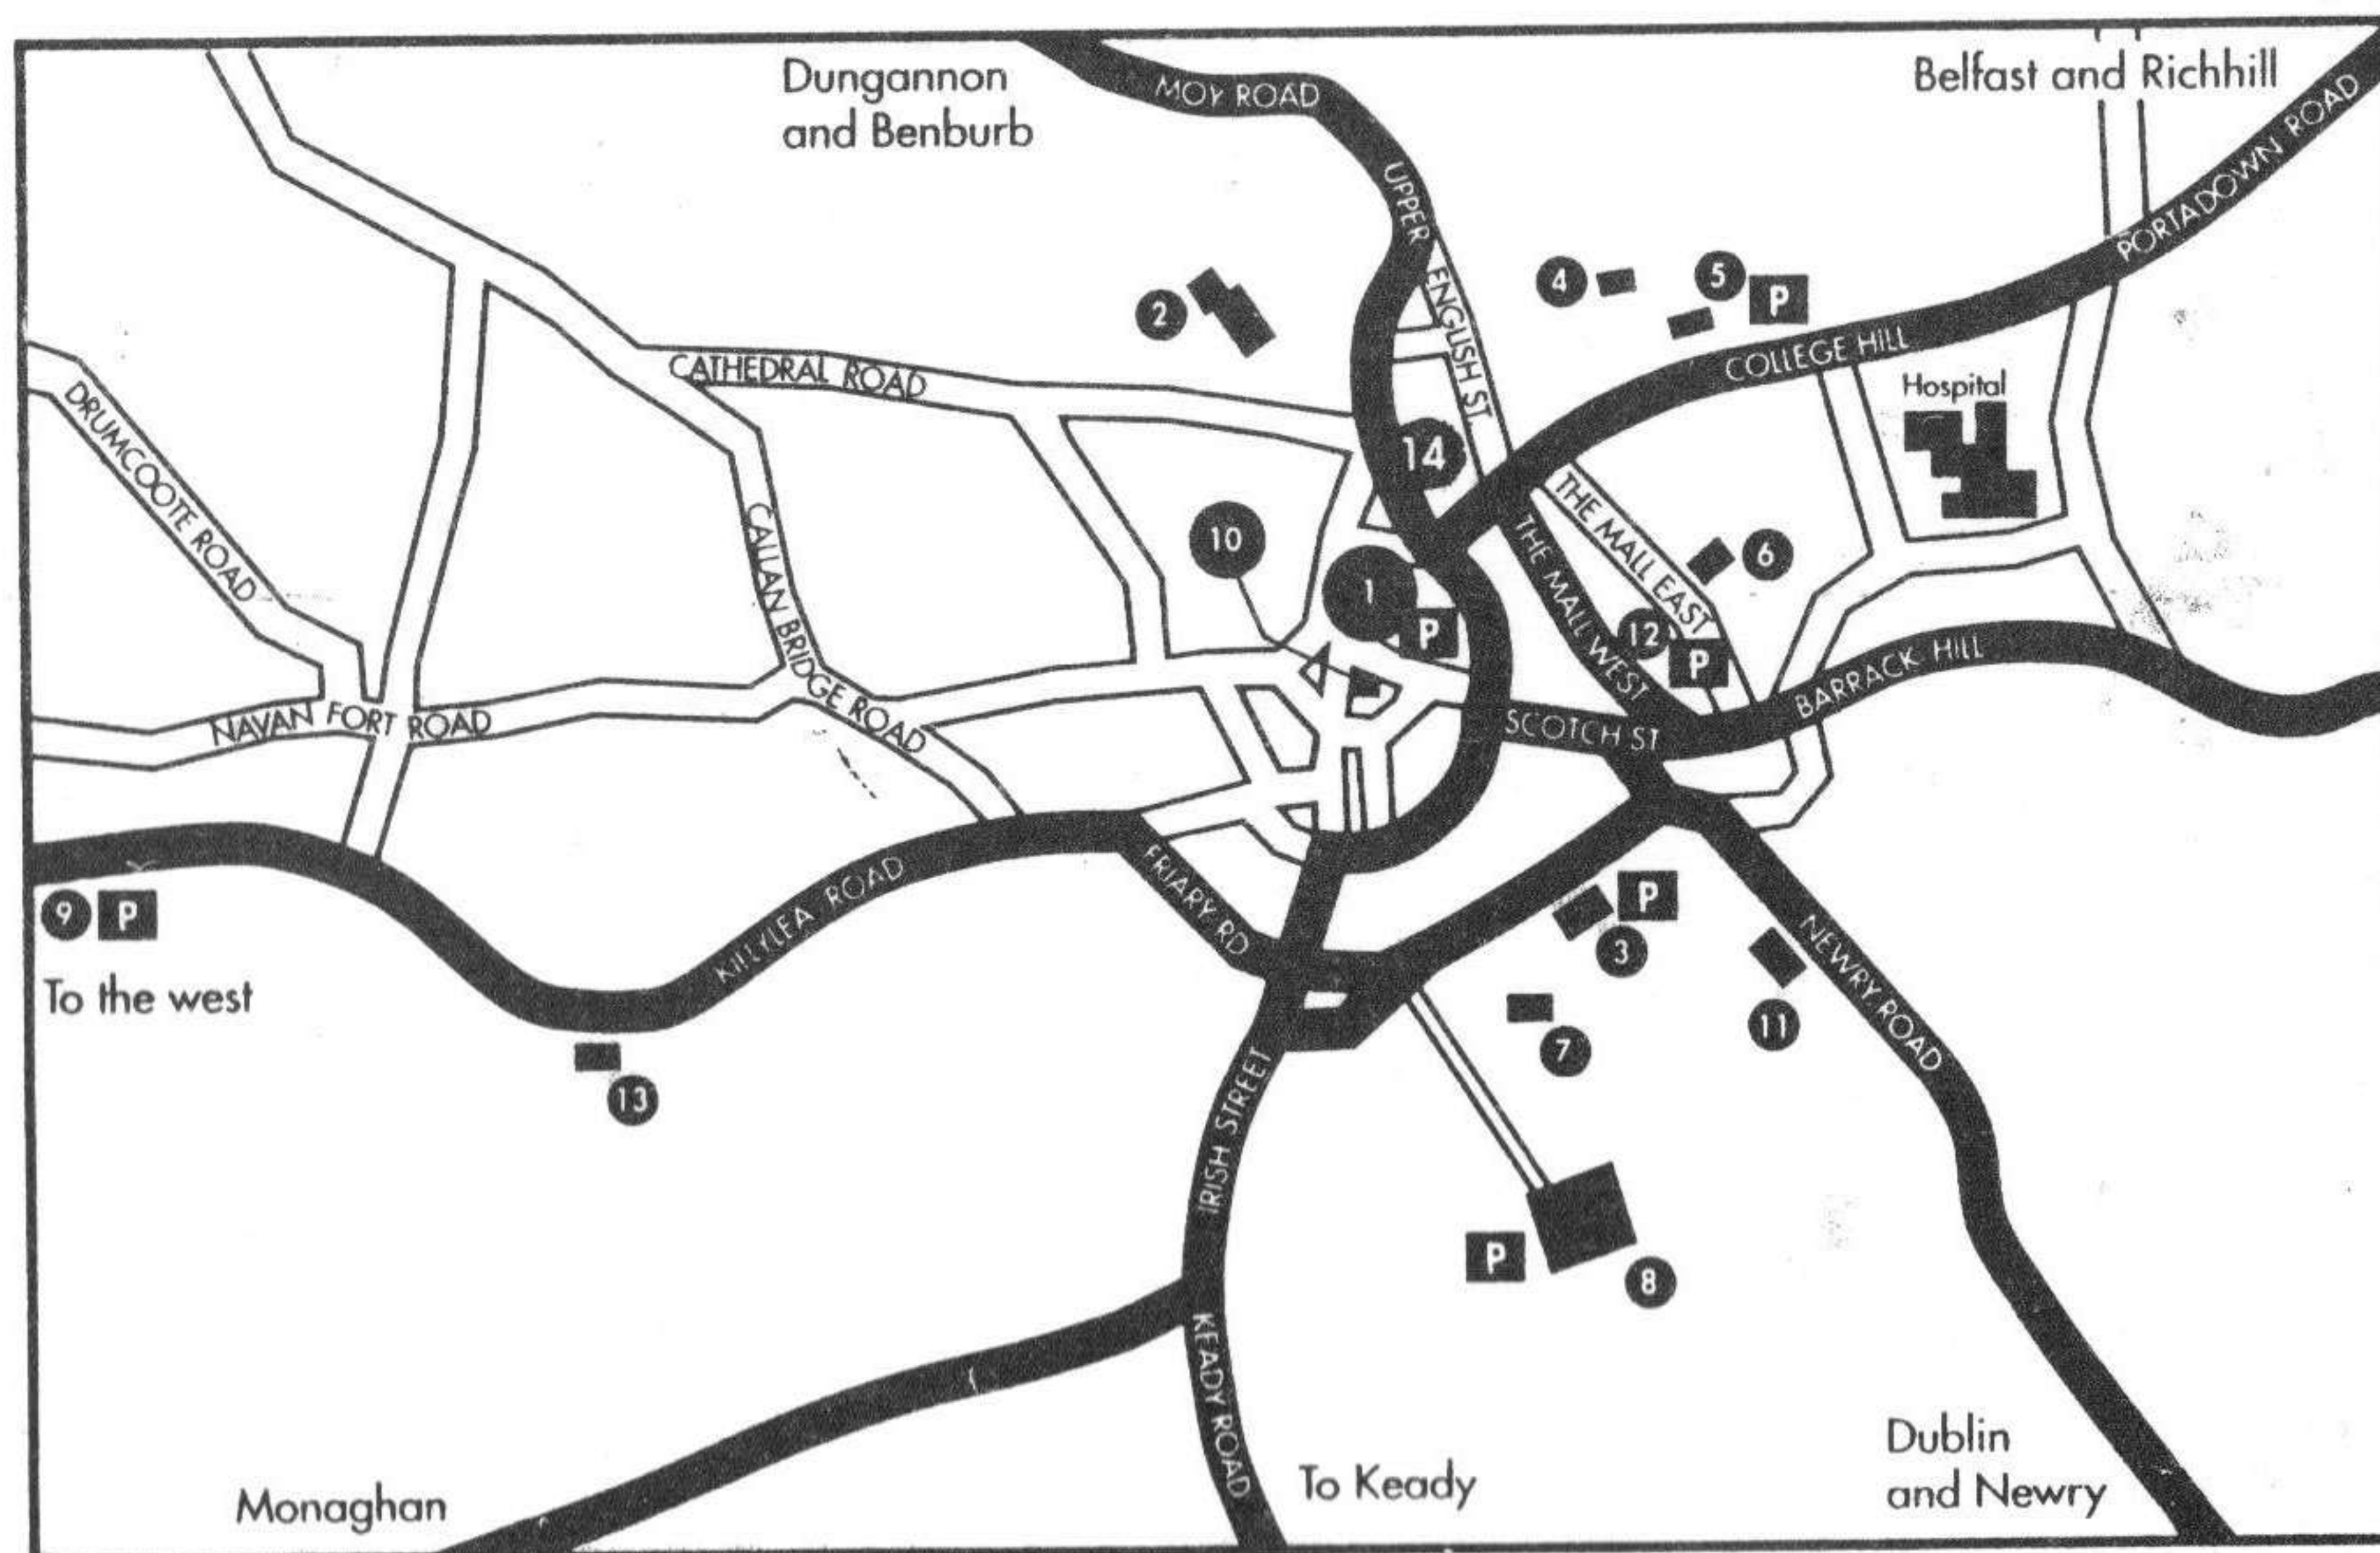 Dungannon
and Benburb
MOY ROAD
Belfast and Richhill
PORTADOWN ROAD
UPPER
ENGLISH ST.
4
5
P
2
COLLEGE HILL
Hospital
CATHEDRAL ROAD
DRUMCOOTE ROAD
14
THE MALL EAST
THE MALL WEST
10
6
1
P
12
P
CALLAN BRIDGE ROAD
BARRACK HILL
NAVAN FORT ROAD
SCOTCH ST
9
P
To the west
KILLYLEA ROAD
FRIARY RD
P
3
NEWRY ROAD
7
11
13
IRISH STREET
P
8
KEADY ROAD
Monaghan
To Keady
Dublin
and Newry